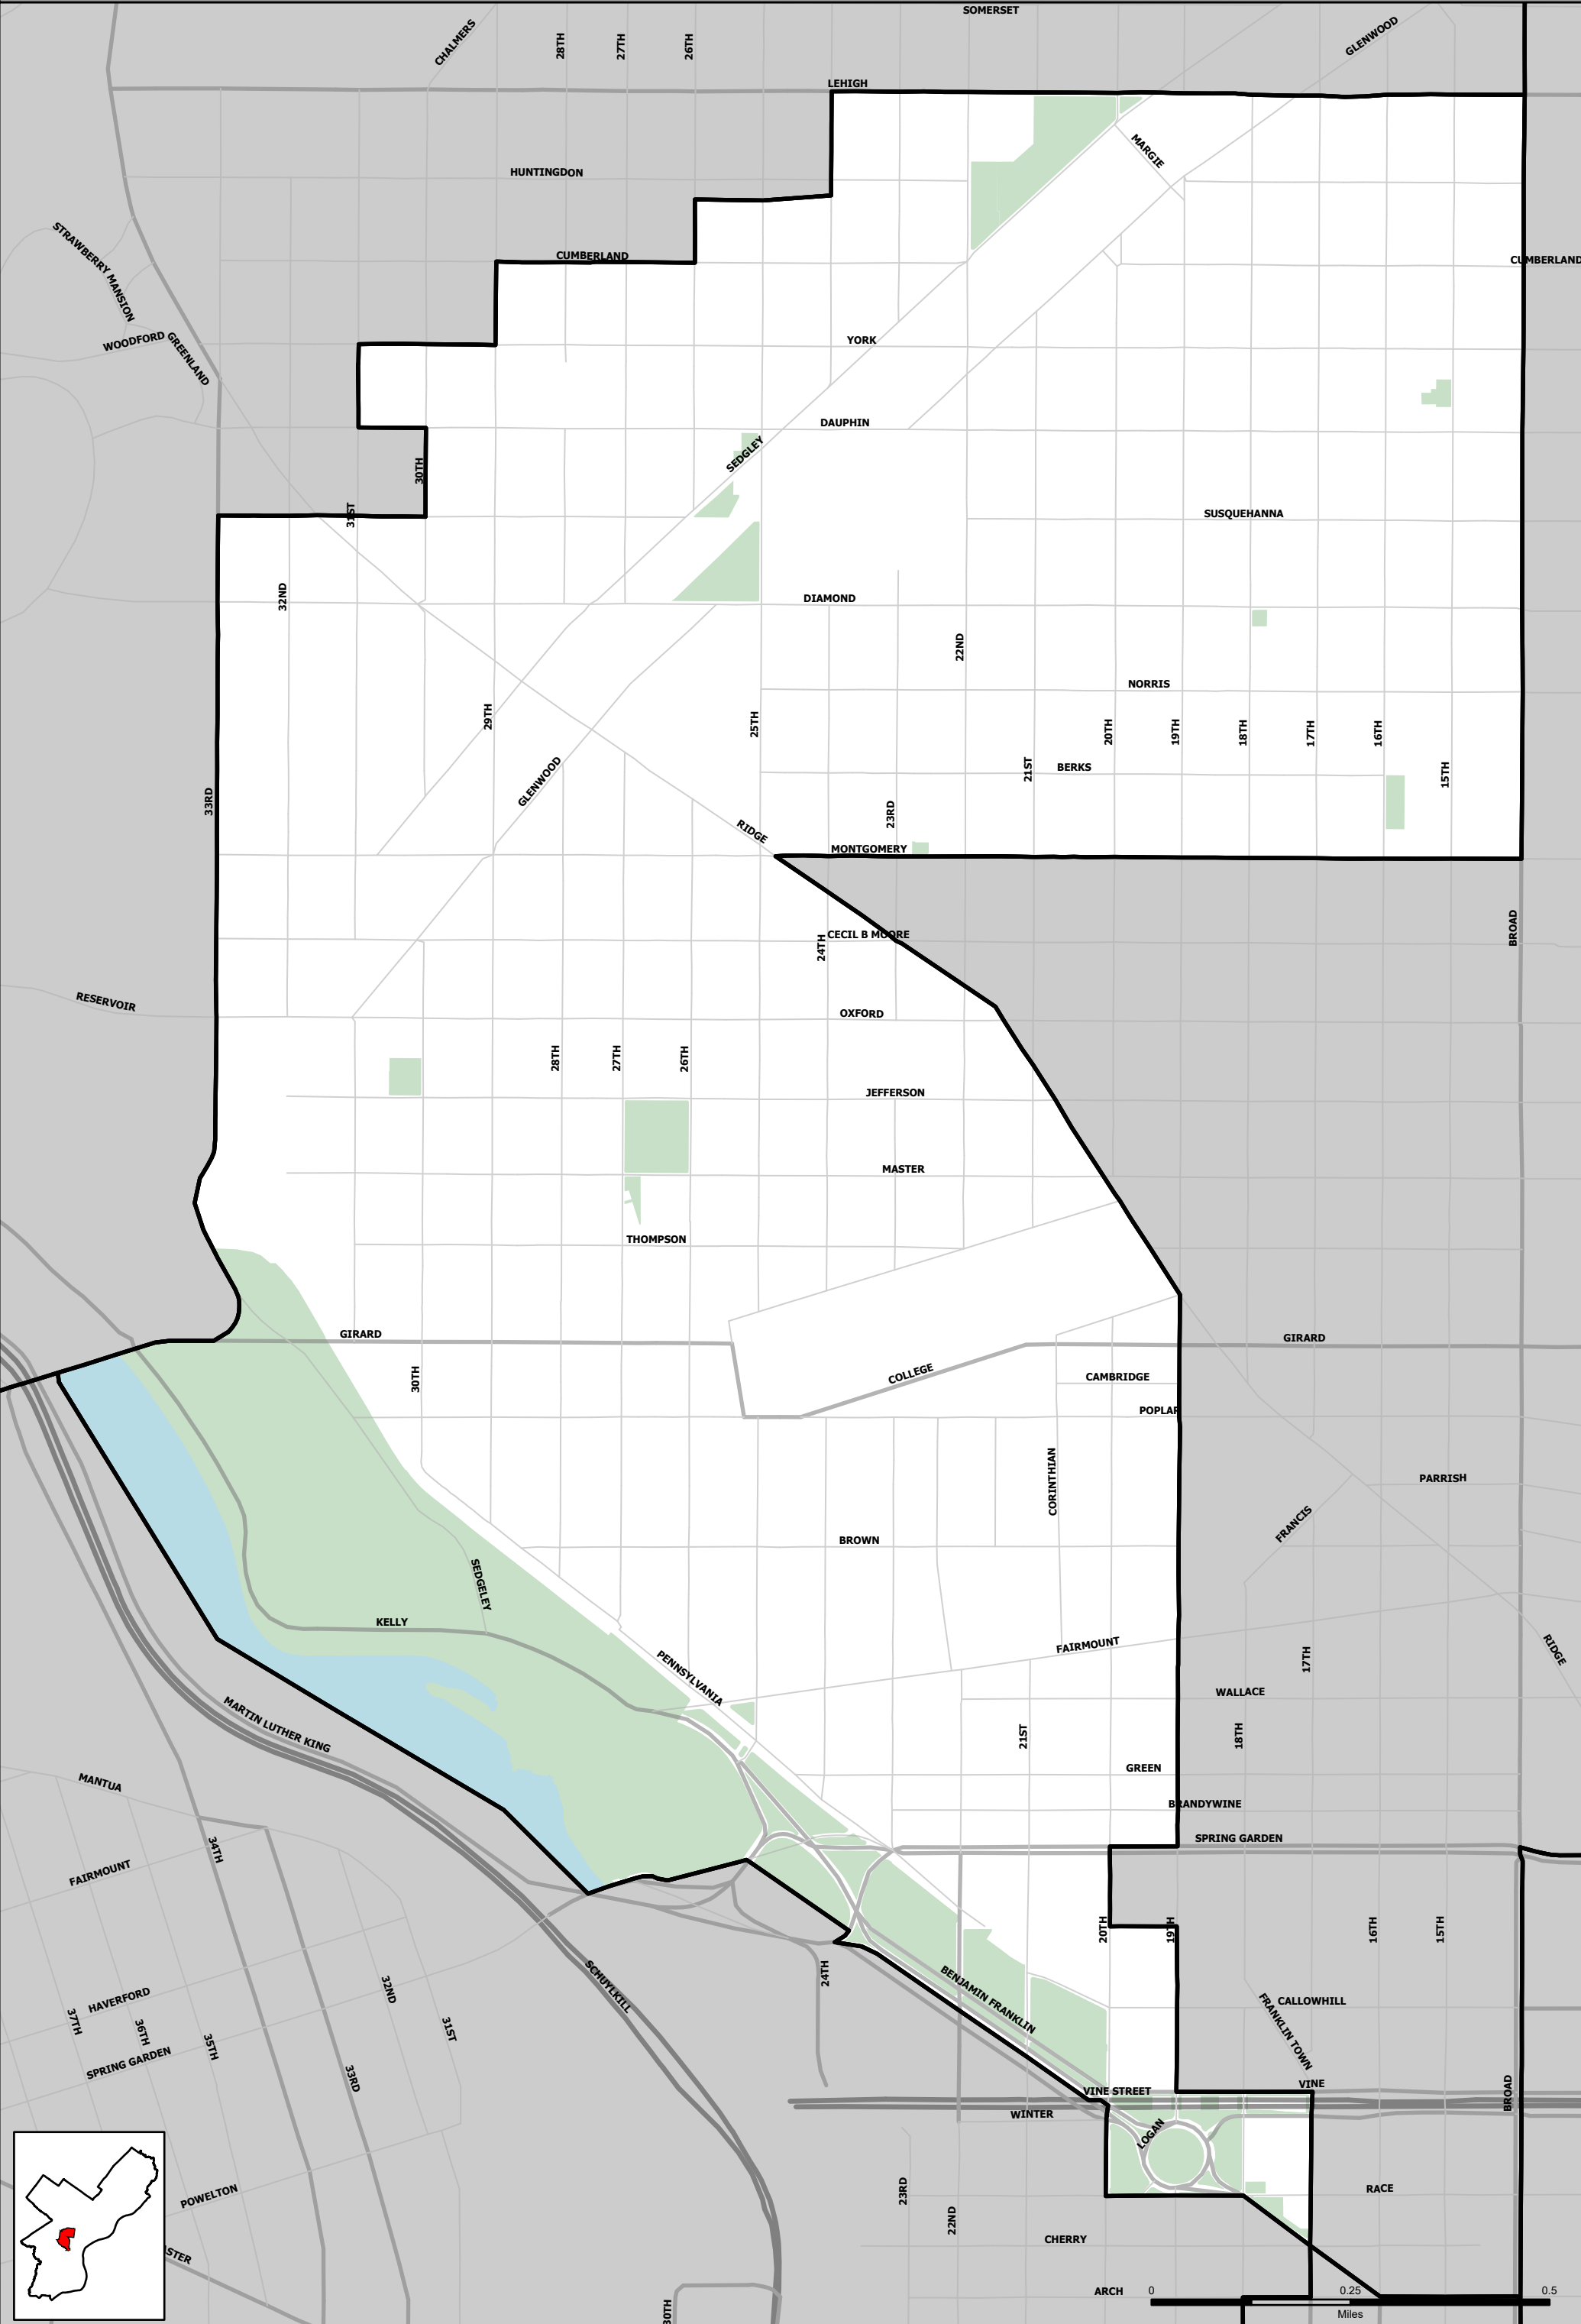 SOMERSET
GLENWOOD
CHALMERS
28TH
27TH
26TH
LEHIGH
MARGIE
HUNTINGDON
STRAWBERRY MANSION
CUMBERLAND
CUMBERLAND
WOODFORD
GREENLAND
YORK
DAUPHIN
SEDGLEY
30TH
31ST
SUSQUEHANNA
32ND
DIAMOND
22ND
NORRIS
29TH
25TH
20TH
19TH
18TH
17TH
16TH
15TH
21ST
BERKS
GLENWOOD
33RD
23RD
RIDGE
MONTGOMERY
BROAD
24TH
CECIL B MOORE
RESERVOIR
OXFORD
28TH
27TH
26TH
JEFFERSON
MASTER
THOMPSON
GIRARD
GIRARD
30TH
COLLEGE
CAMBRIDGE
POPLAR
CORINTHIAN
PARRISH
FRANCIS
BROWN
SEDGELEY
KELLY
FAIRMOUNT
RIDGE
17TH
PENNSYLVANIA
WALLACE
MARTIN LUTHER KING
21ST
18TH
GREEN
MANTUA
BRANDYWINE
SPRING GARDEN
34TH
FAIRMOUNT
20TH
19TH
16TH
15TH
24TH
SCHUYLKILL
BENJAMIN FRANKLIN
HAVERFORD
32ND
37TH
36TH
35TH
31ST
CALLOWHILL
FRANKLIN TOWN
SPRING GARDEN
33RD
VINE STREET
VINE
BROAD
WINTER
LOGAN
POWELTON
23RD
22ND
RACE
CHERRY
ASTER
ARCH
30TH
0
0.25
0.5
Miles